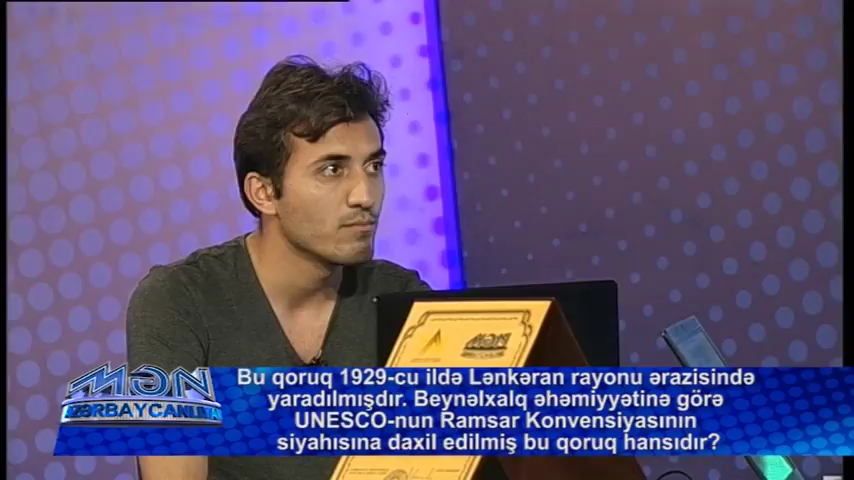 MƏN
MƏN
AZƏRBAYCANLIYAM
Bu qoruq 1929-cu ildə Lənkəran rayonu ərazisində
yaradılmışdır. Beynəlxalq əhəmiyyətinə görə
UNESCO-nun Ramsar Konvensiyasının
siyahısına daxil edilmiş bu qoruq hansıdır?